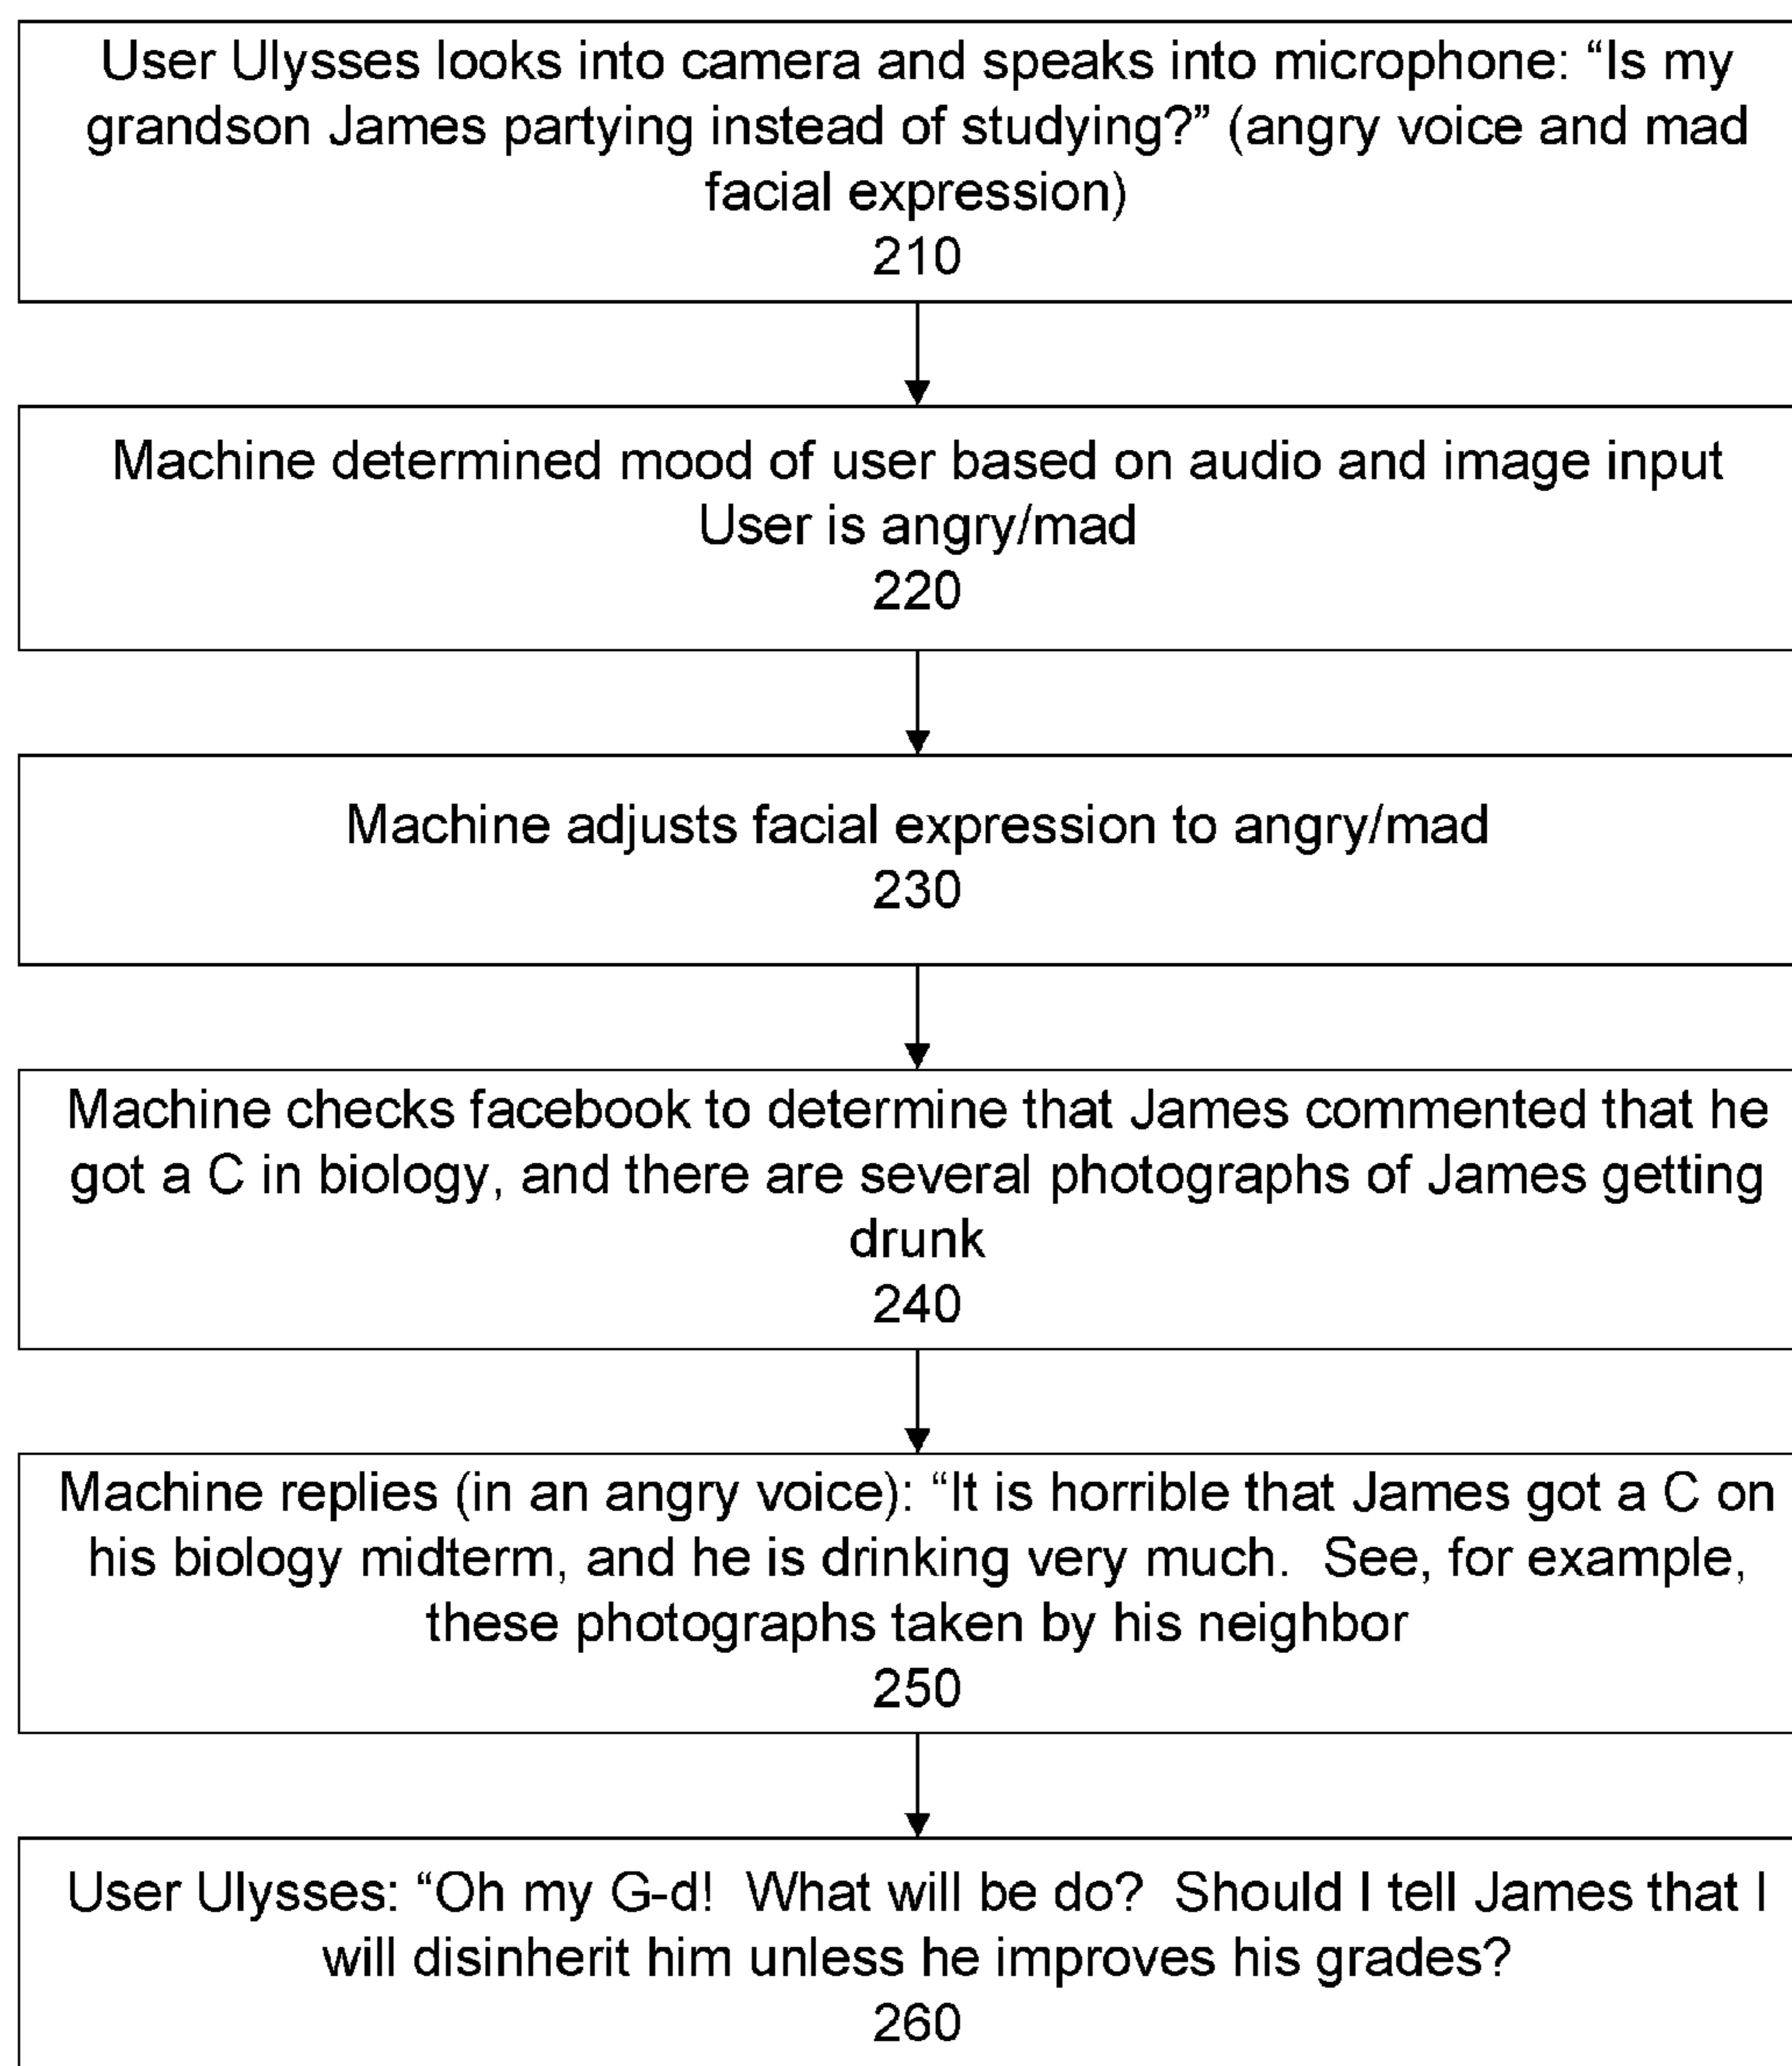 User Ulysses looks into camera and speaks into microphone: “Is my
grandson James partying instead of studying?” (angry voice and mad
facial expression)
210
Machine determined mood of user based on audio and image input
User is angry/mad
220
Machine adjusts facial expression to angry/mad
230
Machine checks facebook to determine that James commented that he
got a C in biology, and there are several photographs of James getting
drunk
240
Machine replies (in an angry voice): “It is horrible that James got a C on
his biology midterm, and he is drinking very much.  See, for example,
these photographs taken by his neighbor
250
User Ulysses: “Oh my G-d!  What will be do?  Should I tell James that I
will disinherit him unless he improves his grades?
260